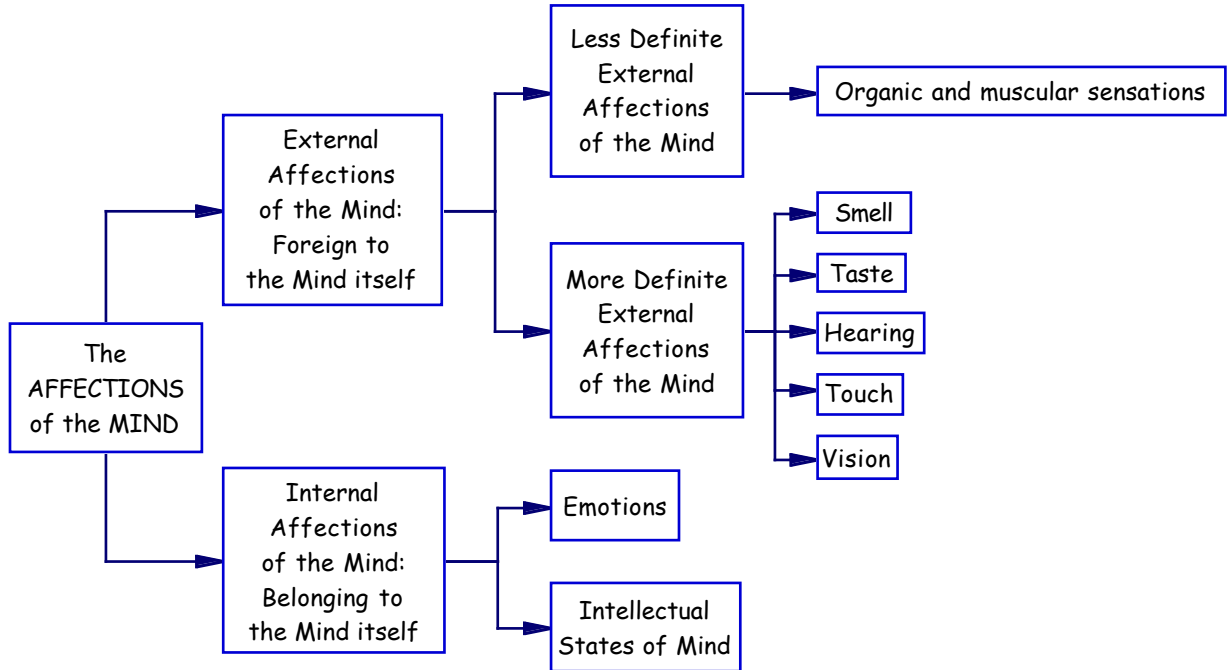 The
AFFECTIONS
of the MIND
External
Affections
of the Mind:
Foreign to
the Mind itself
Less Definite
External
Affections
of the Mind
Organic and muscular sensations
More Definite
External
Affections
of the Mind
Smell
Taste
Hearing
Touch
Vision
Internal
Affections
of the Mind:
Belonging to
the Mind itself
Emotions
Intellectual
States of Mind